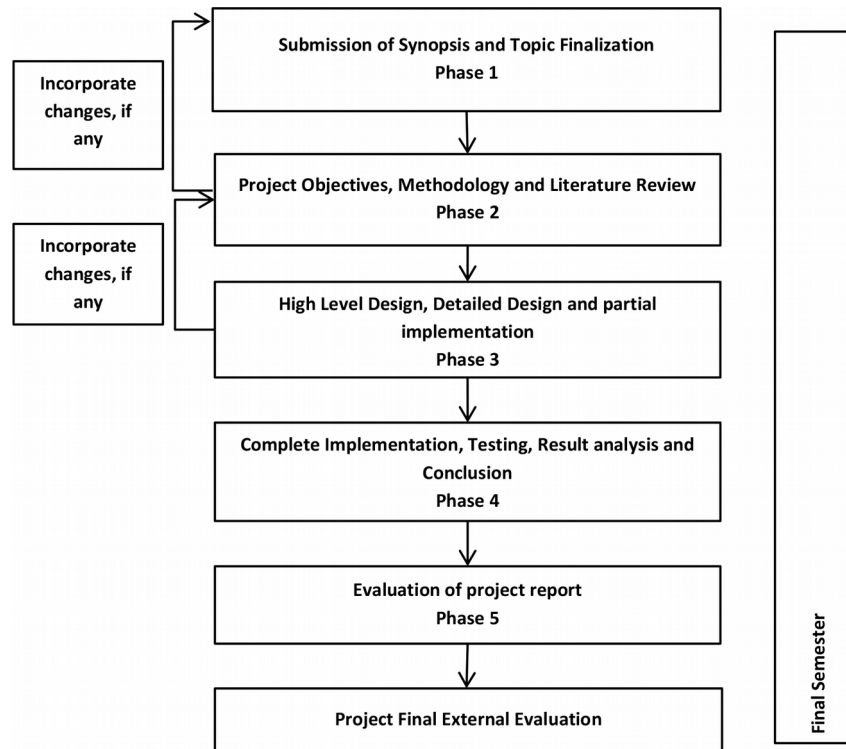 Submission of Synopsis and Topic Finalization
Phase 1
Incorporate
changes, if
any
Project Objectives, Methodology and Literature Review
Phase 2
Incorporate
changes, if
any
High Level Design, Detailed Design and partial
implementation
Phase 3
Complete Implementation, Testing, Result analysis and
Conclusion
Phase 4
Evaluation of project report
Phase 5
Project Final External Evaluation
Final Semester